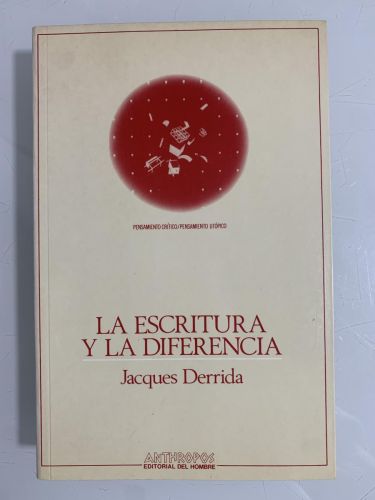 PENSAMIENTO CRÍTICO/PENSAMIENTO UTÓPICO
LA ESCRITURA
Y LA DIFERENCIA
Jacques Derrida
ANTHROPOS
EDITORIAL DEL HOMBRE